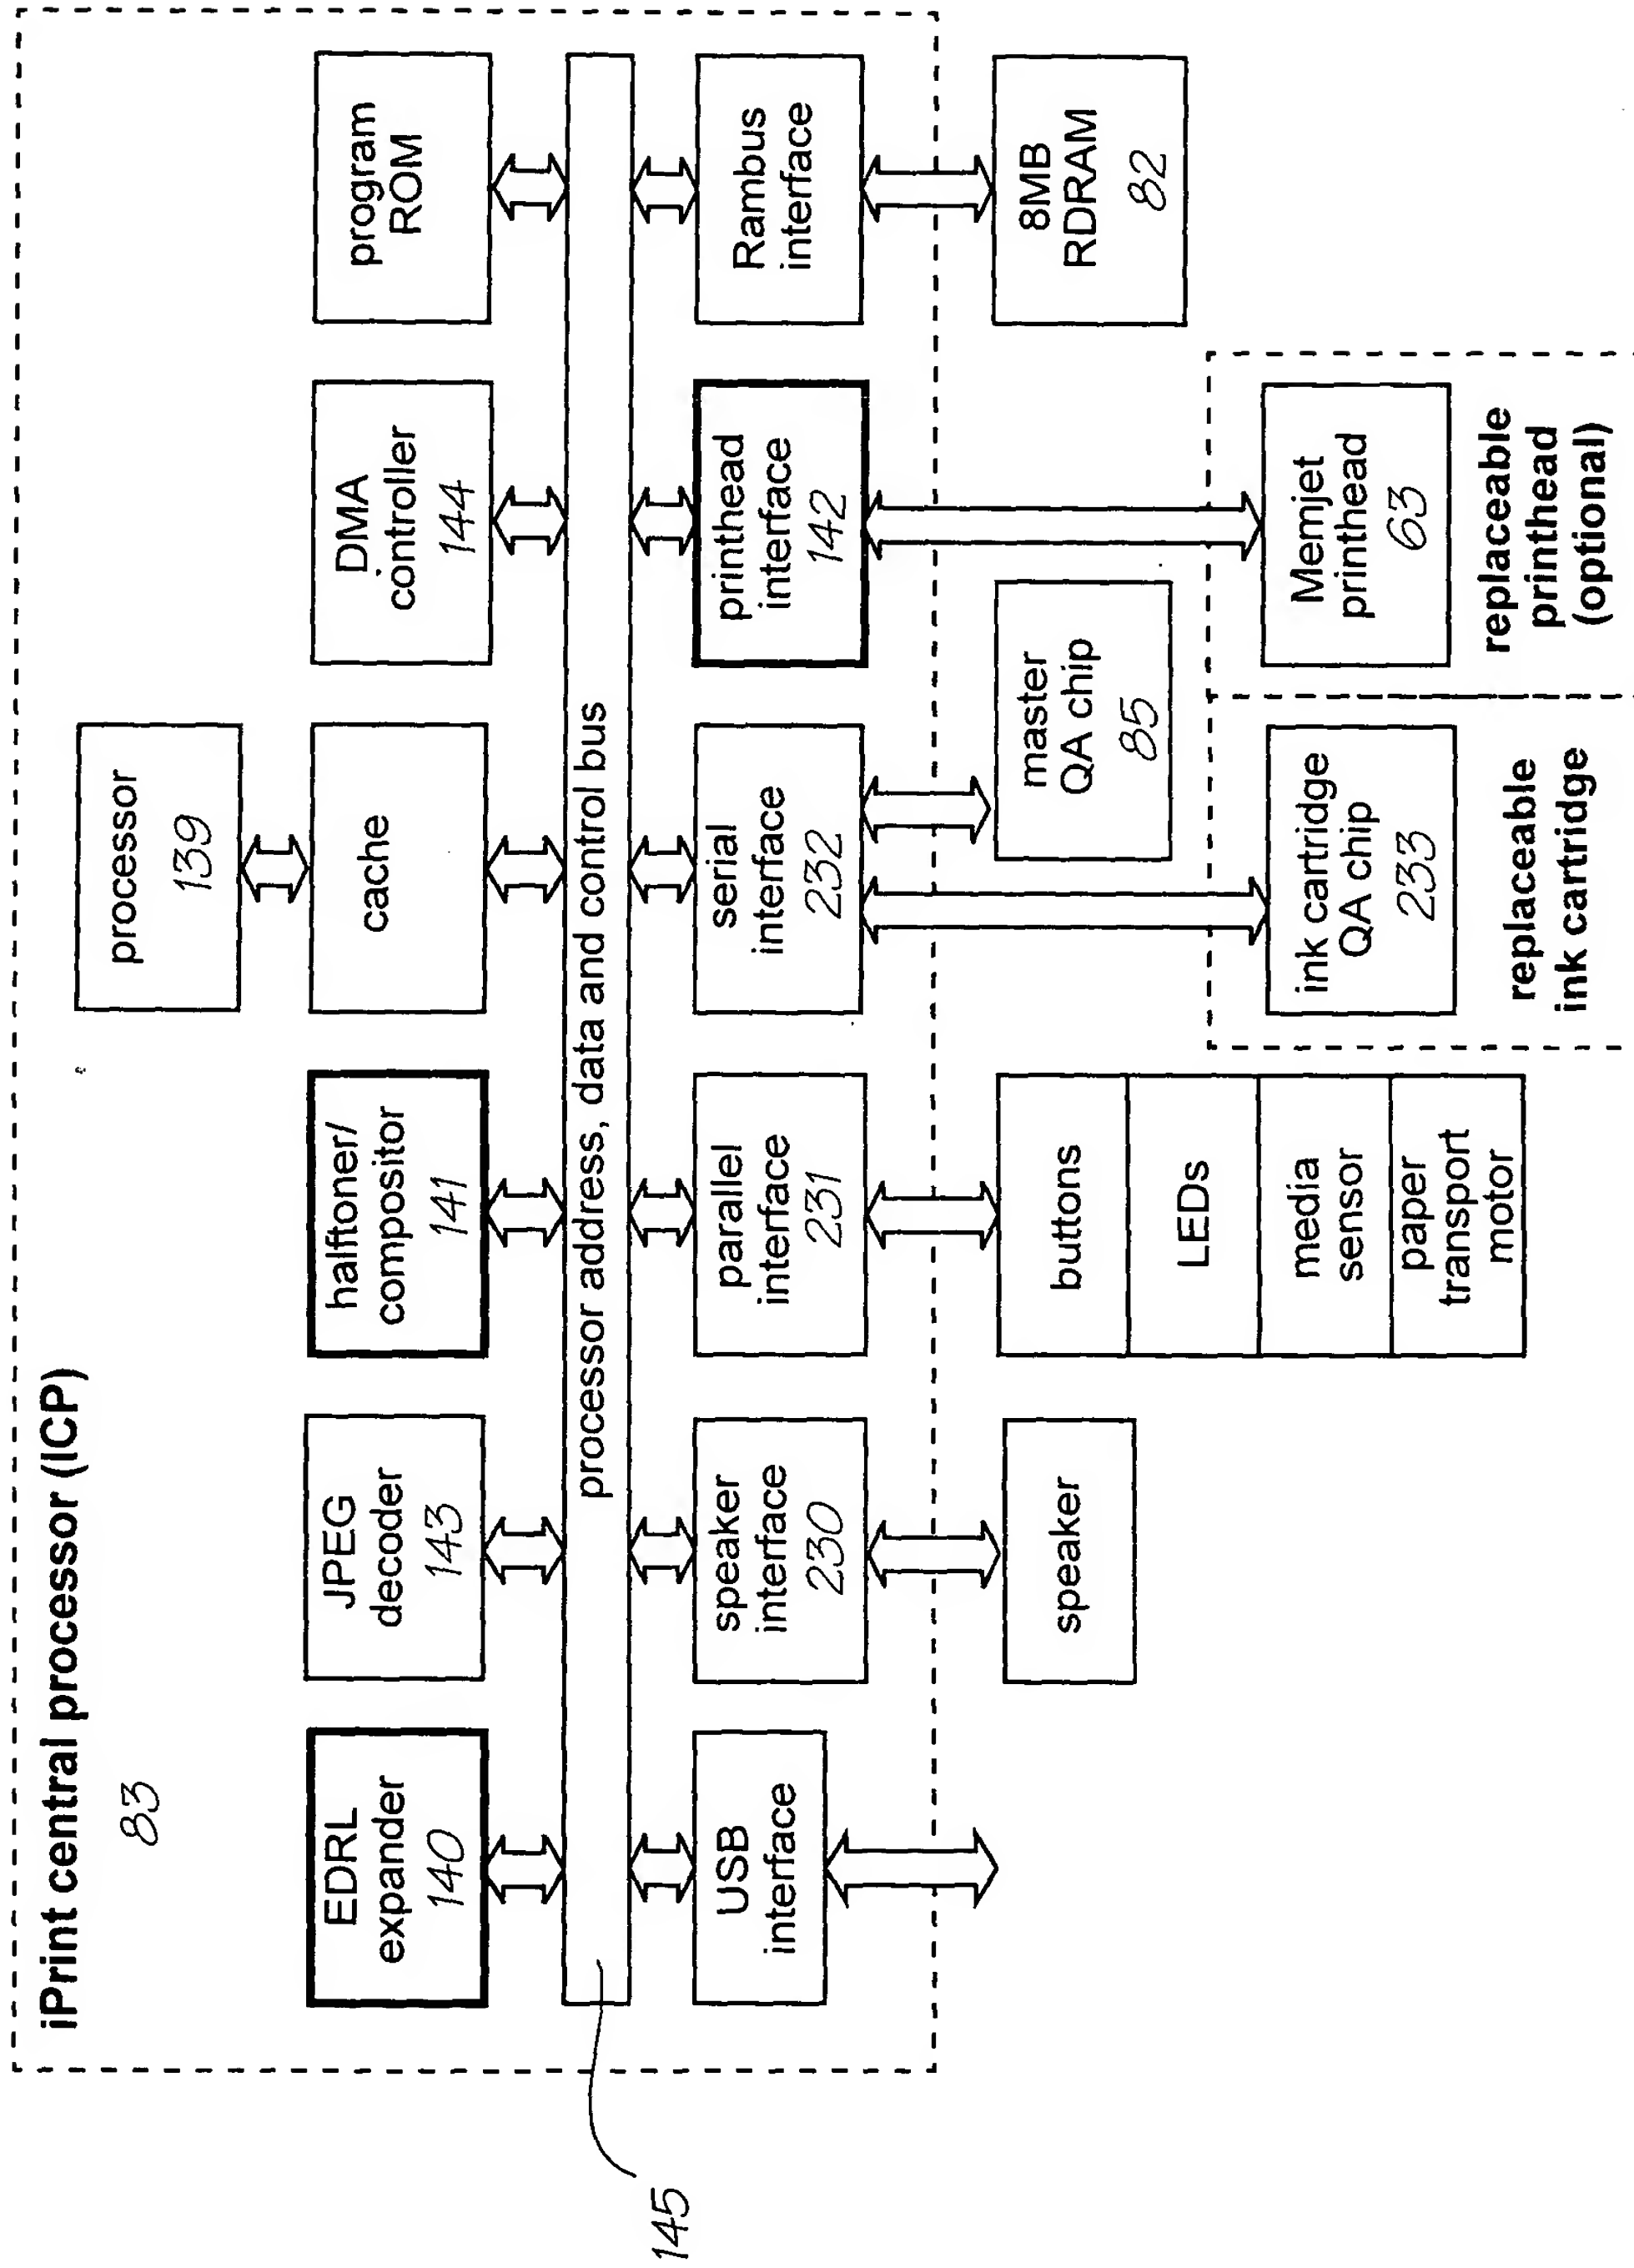 iPrint central processor (ICP)
83
processor
139
EDRL
expander
140
JPEG
decoder
143
halftoner/
compositor
141
cache
DMA
controller
144
program
ROM
processor address, data and control bus
145
USB
interface
speaker
interface
230
parallel
interface
231
serial
interface
232
printhead
interface
142
Rambus
interface
speaker
buttons
LEDs
media
sensor
paper
transport
motor
master
QA chip
85
8MB
RDRAM
82
ink cartridge
QA chip
233
replaceable
ink cartridge
Memjet
printhead
63
replaceable
printhead
(optional)